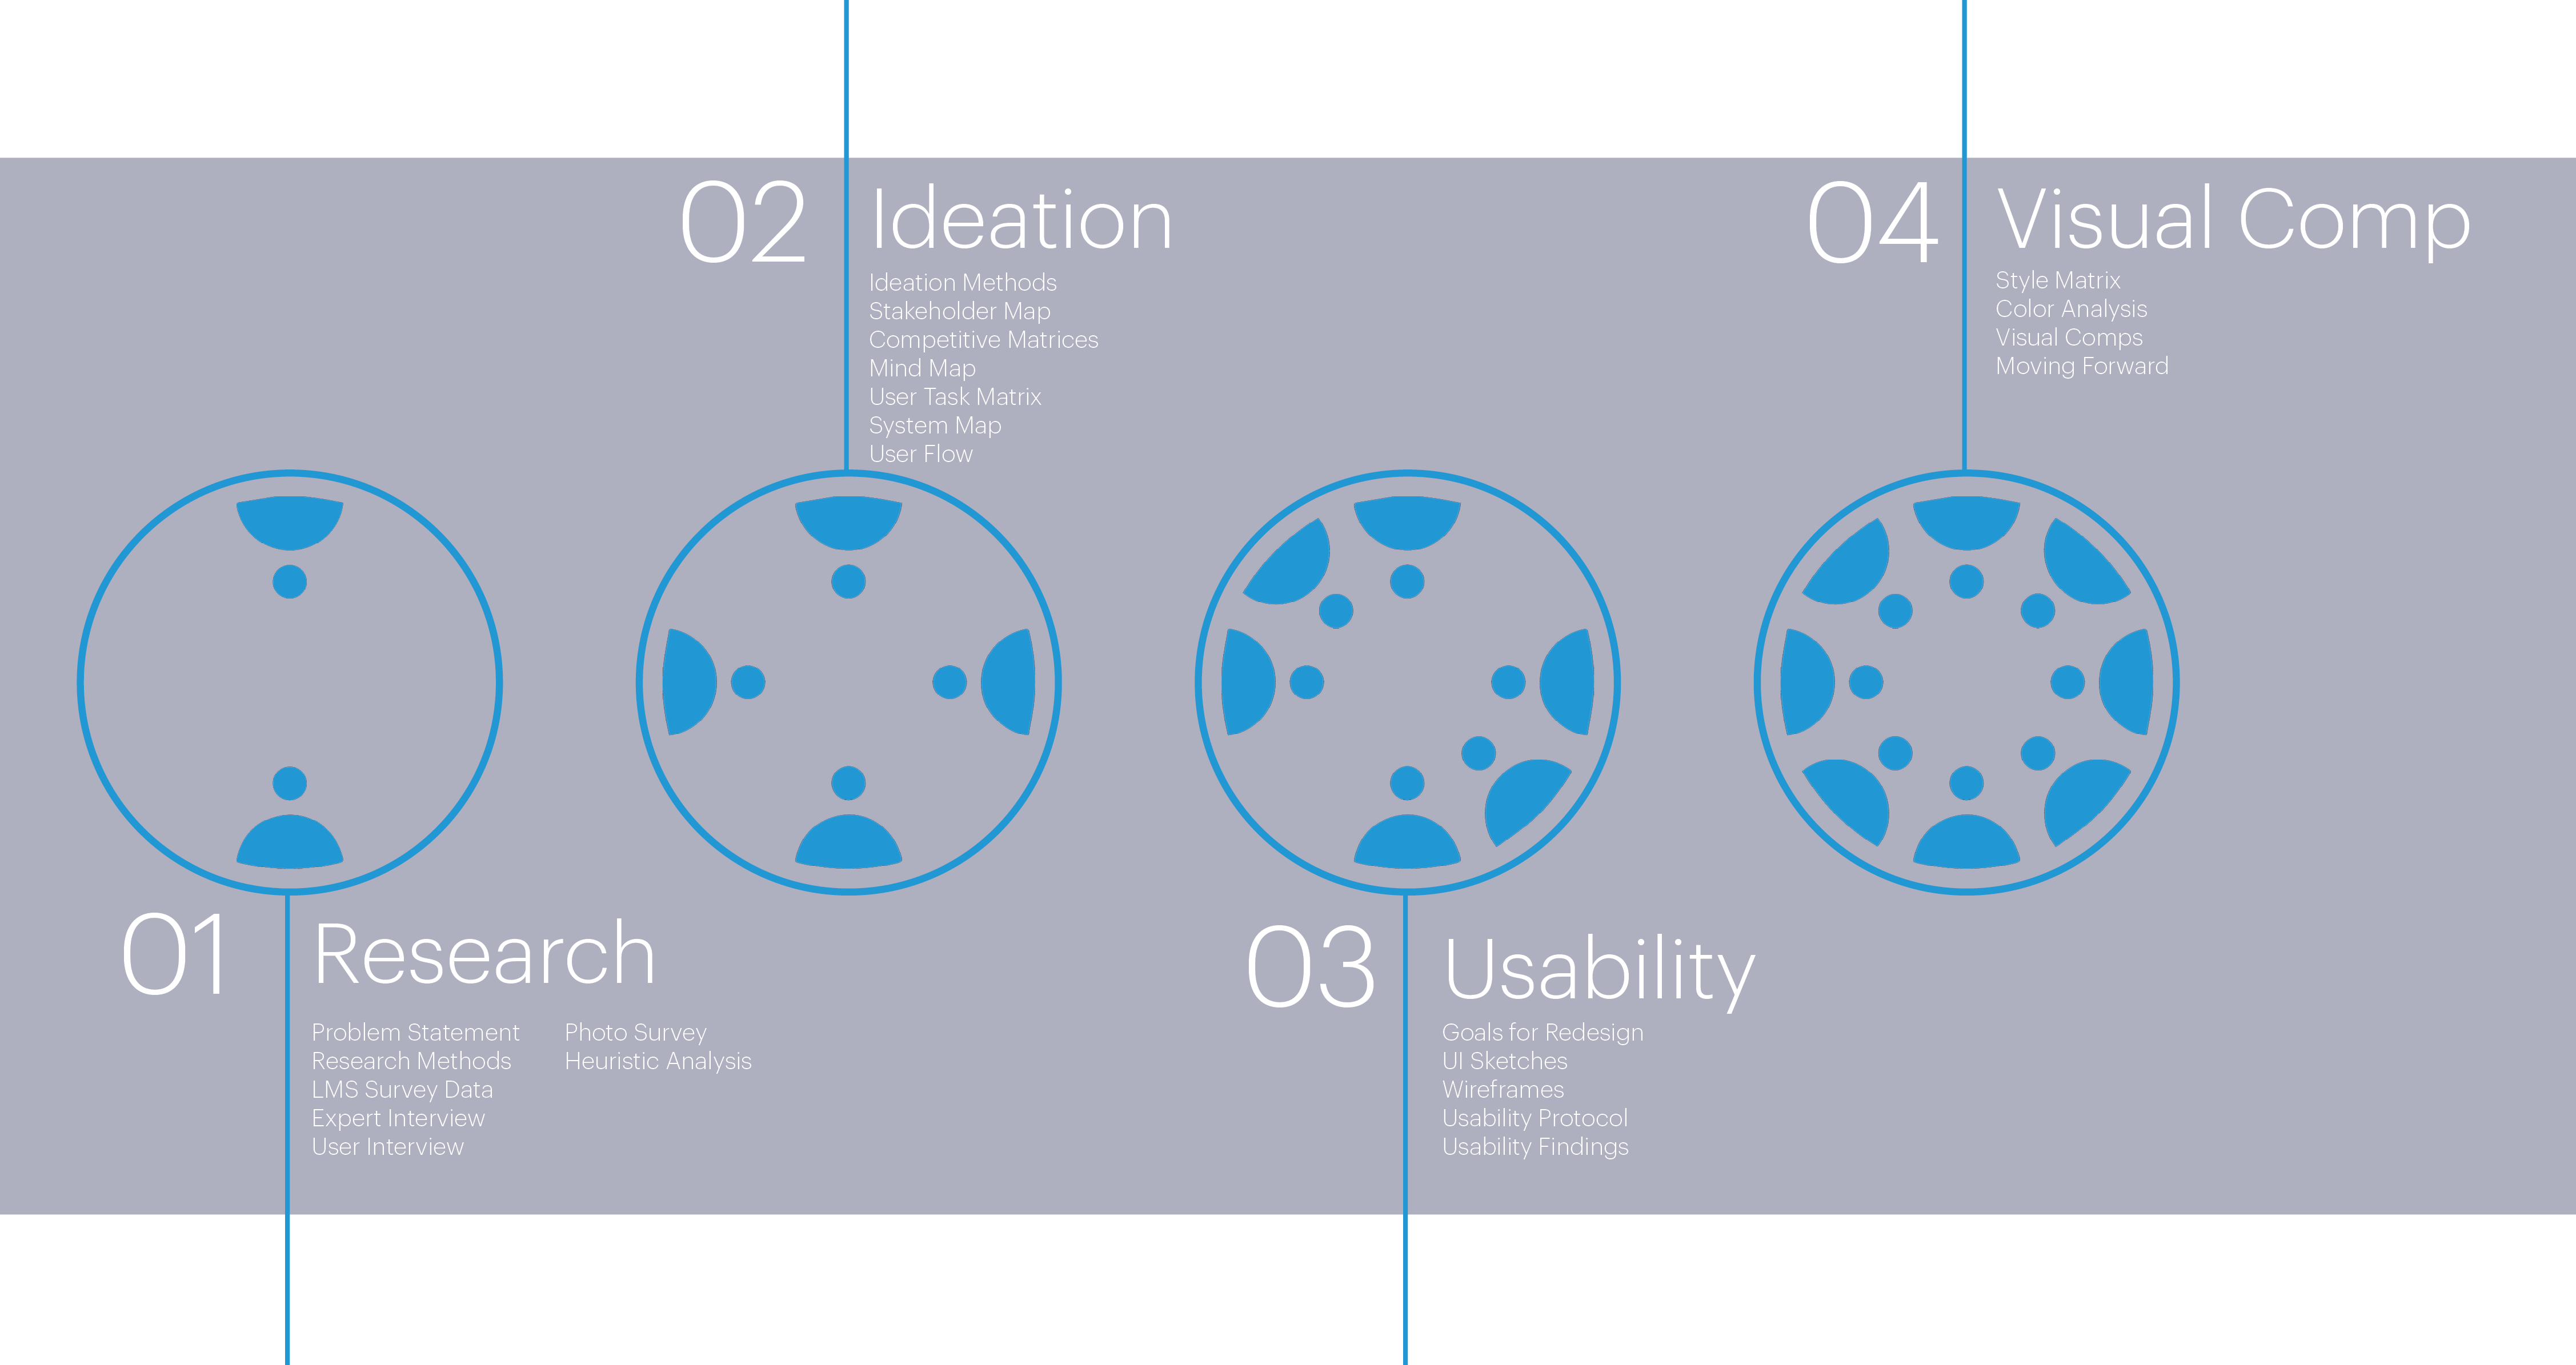 01
Research
Problem Statement
Research Methods
LMS Survey Data
Expert Interview
User Interview
Photo Survey
Heuristic Analysis
02
Ideation
Ideation Methods
Stakeholder Map
Competitive Matrices
Mind Map
User Task Matrix
System Map
User Flow
03
Usability
Goals for Redesign
UI Sketches
Wireframes
Usability Protocol
Usability Findings
04
Visual Comp
Style Matrix
Color Analysis
Visual Comps
Moving Forward